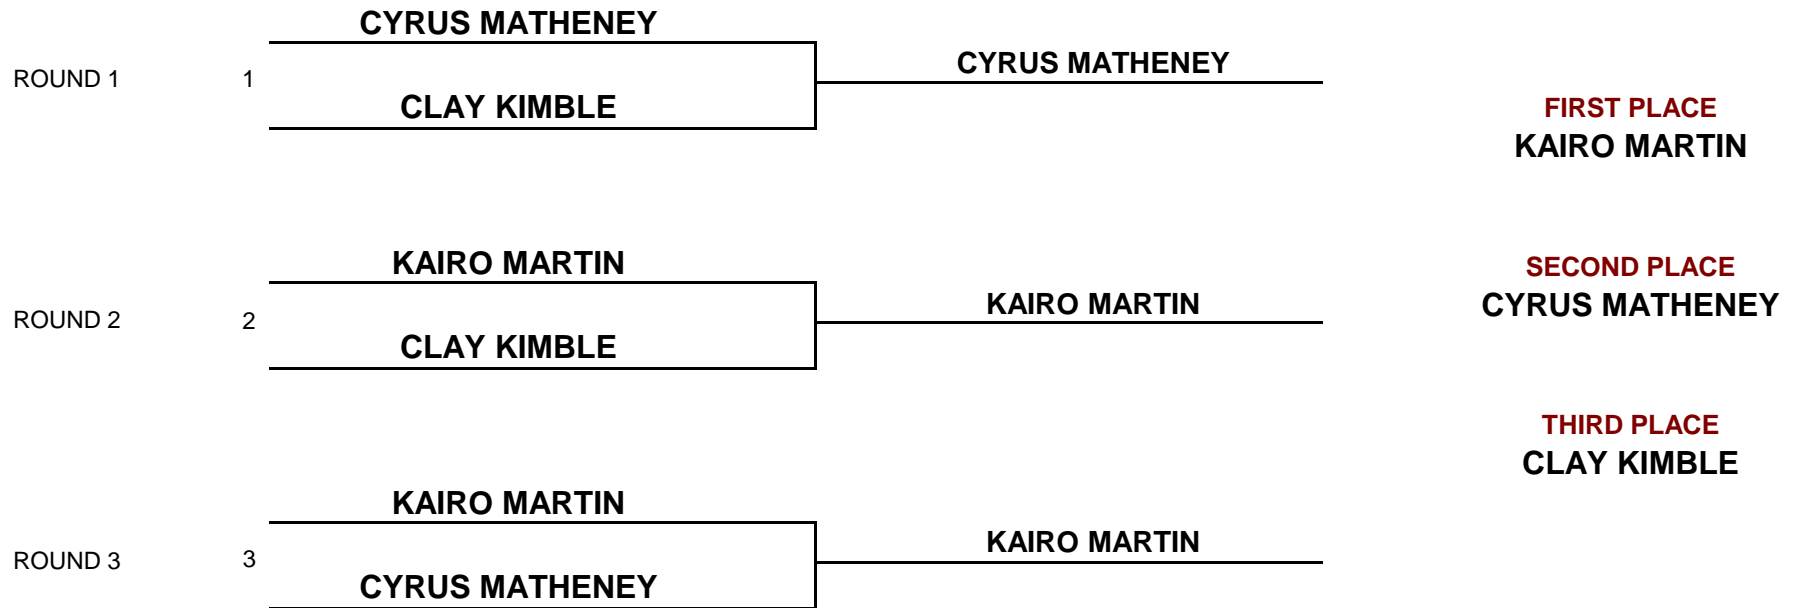 CYRUS MATHENEY
ROUND 1
1
CYRUS MATHENEY
CLAY KIMBLE
FIRST PLACE
KAIRO MARTIN
KAIRO MARTIN
ROUND 2
2
KAIRO MARTIN
CLAY KIMBLE
SECOND PLACE
CYRUS MATHENEY
THIRD PLACE
CLAY KIMBLE
KAIRO MARTIN
ROUND 3
3
KAIRO MARTIN
CYRUS MATHENEY